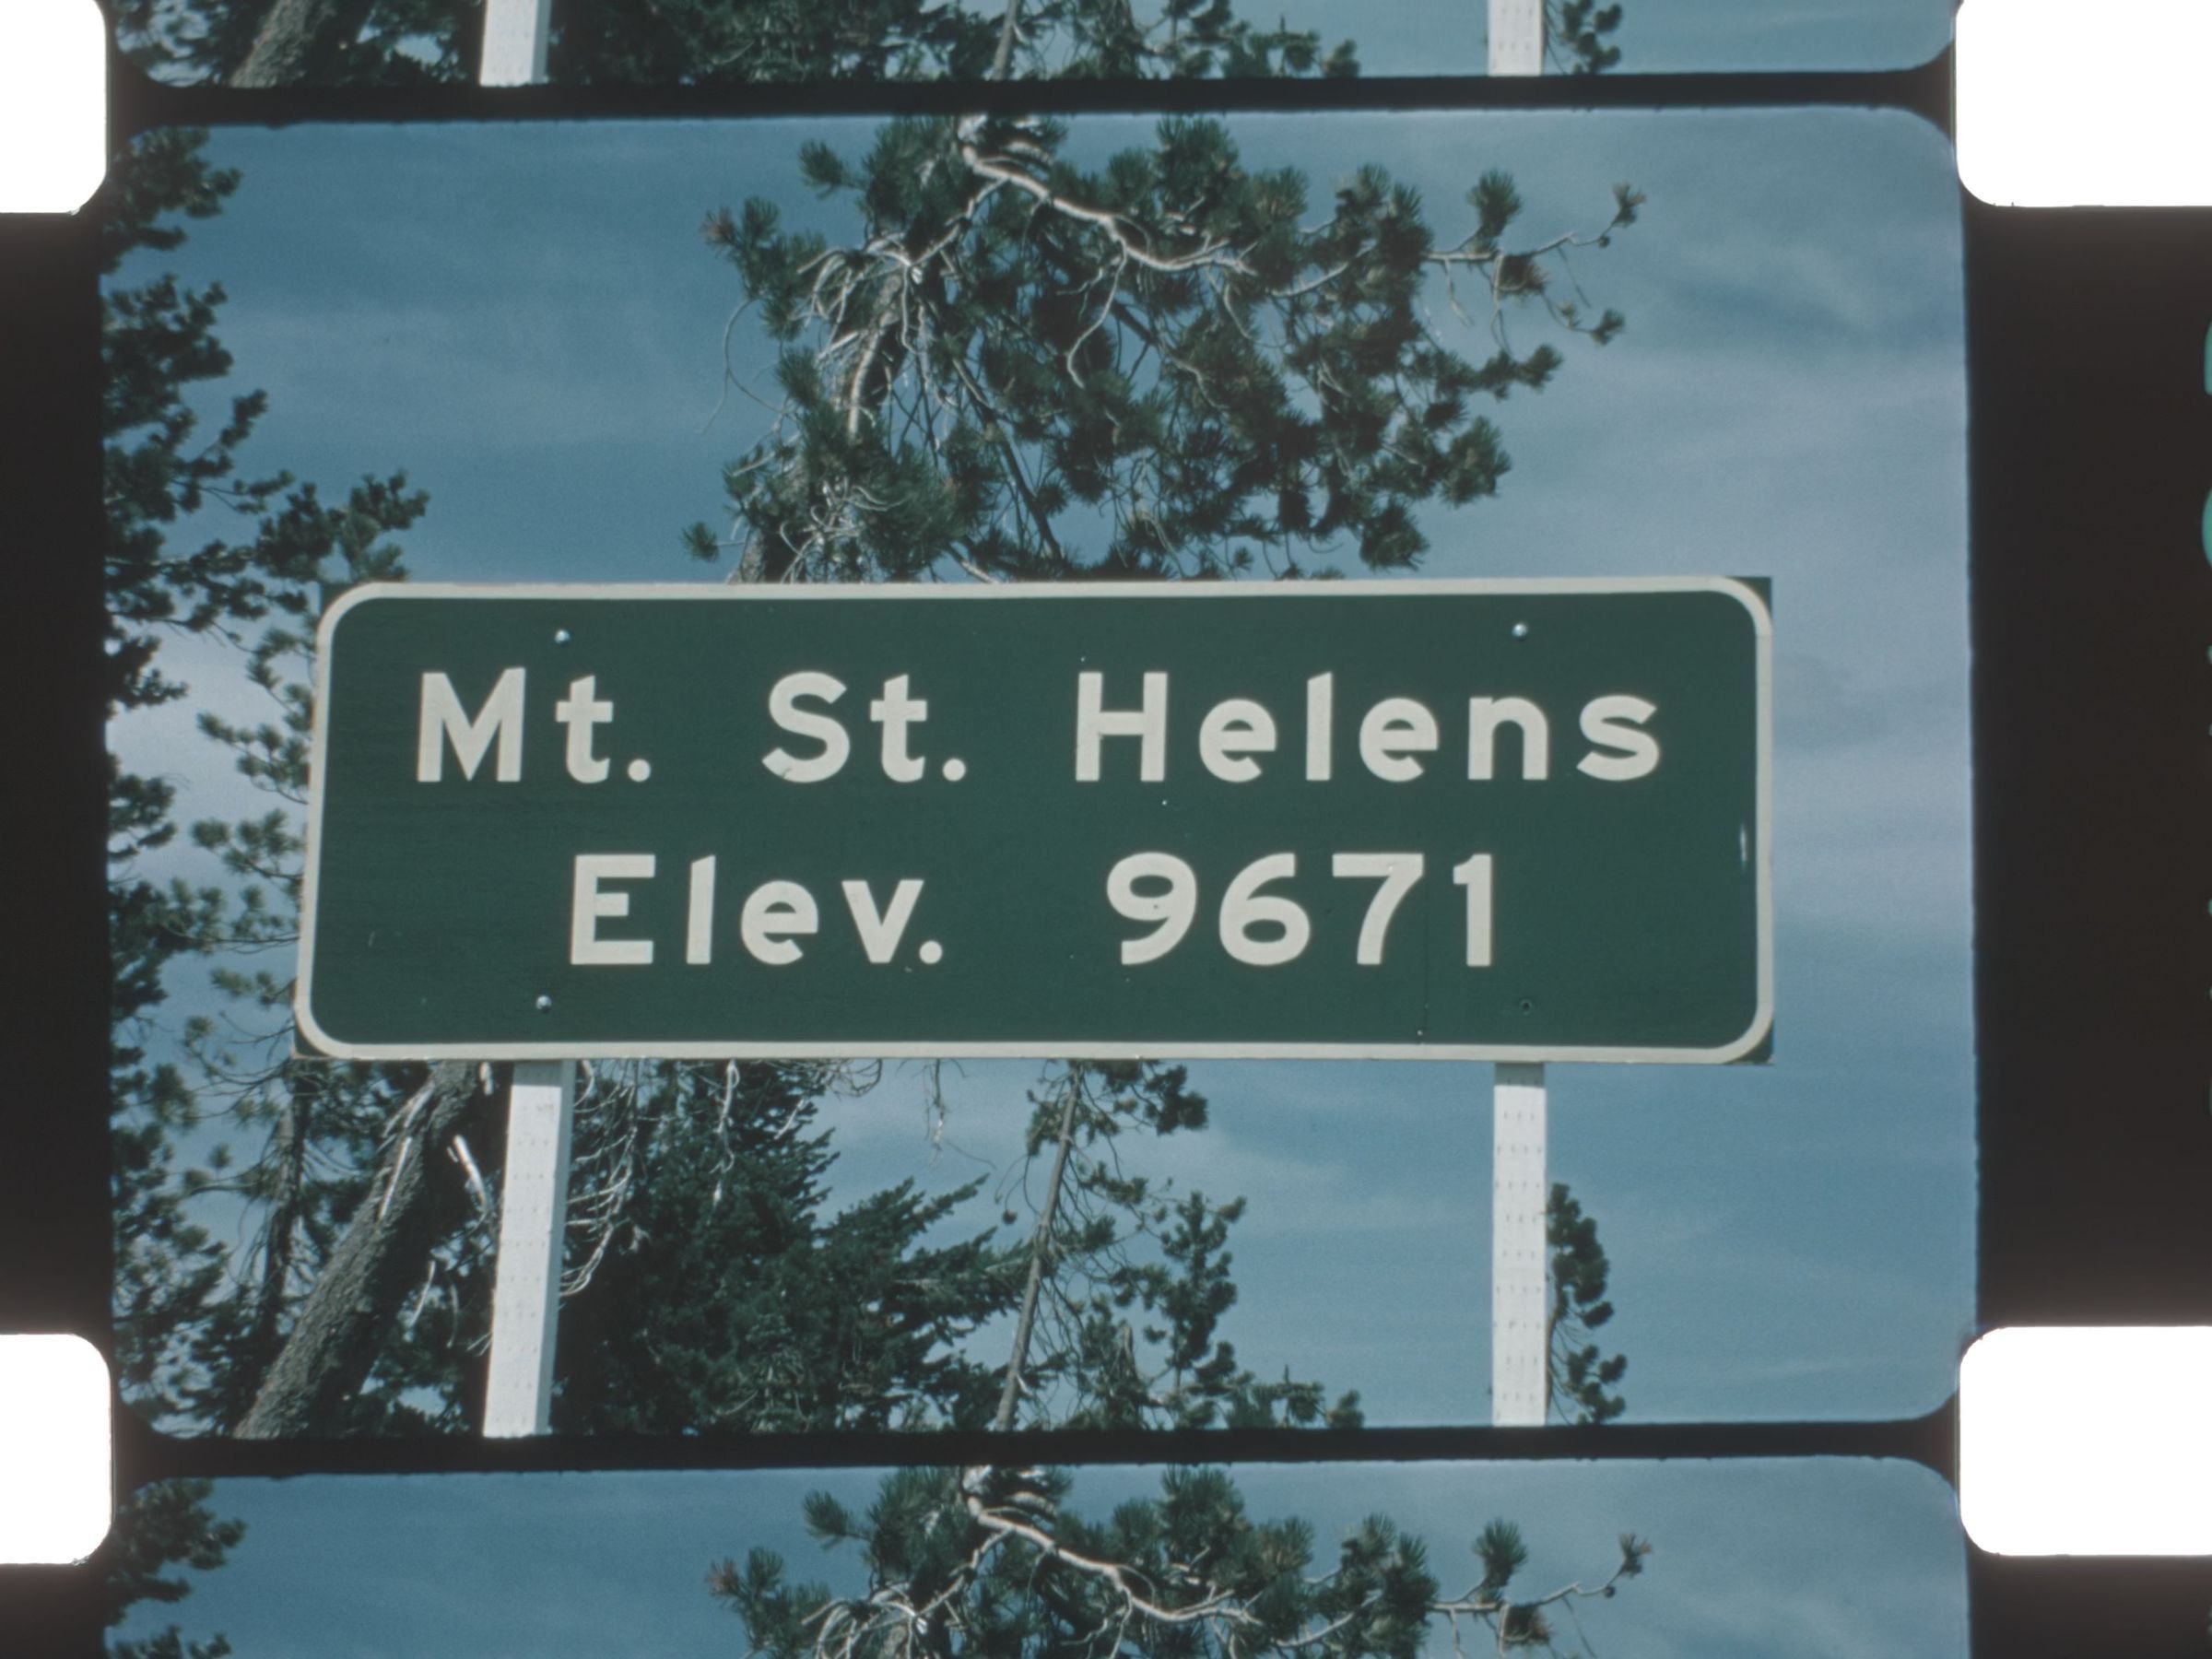 Mt. St. Helens
Elev. 9671